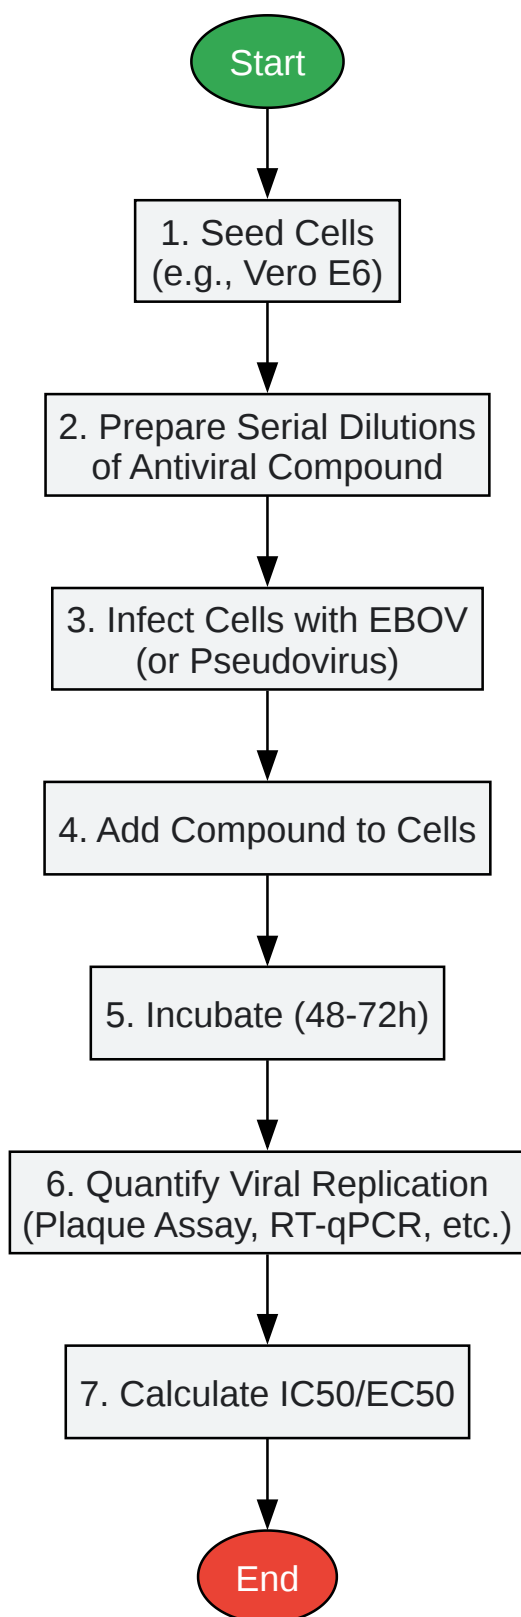 Start
1. Seed Cells
(e.g., Vero E6)
2. Prepare Serial Dilutions
of Antiviral Compound
3. Infect Cells with EBOV
(or Pseudovirus)
4. Add Compound to Cells
5. Incubate (48-72h)
6. Quantify Viral Replication
(Plaque Assay, RT-qPCR, etc.)
7. Calculate IC50/EC50
End